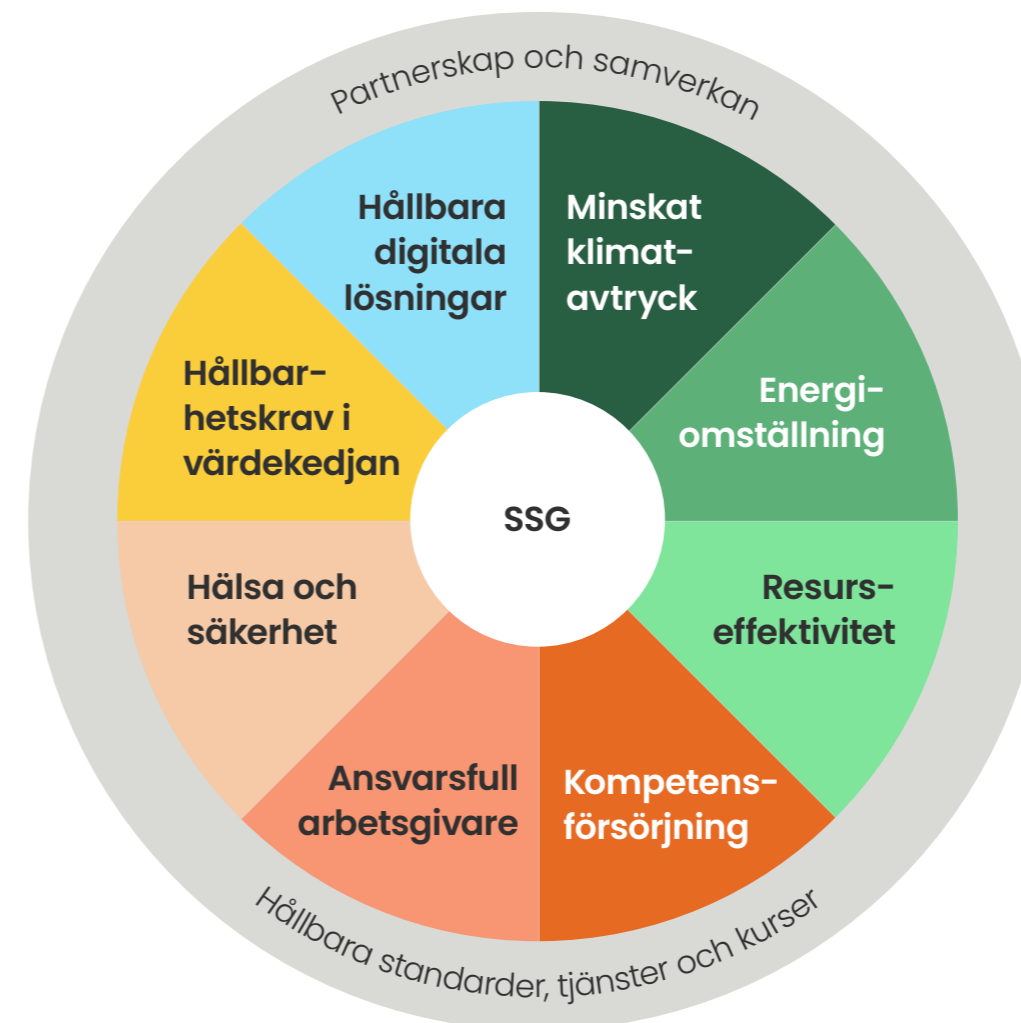 Partnerskap och samverkan
Hållbara
digitala
lösningar
Minskat
klimat-
avtryck
Hållbar-
hetskrav i
värdekedjan
Energi-
omställning
SSG
Hälsa och
säkerhet
Resurs-
effektivitet
Ansvarsfull
arbetsgivare
Kompetens-
försörjning
Hållbara standarder, tjänster och kurser